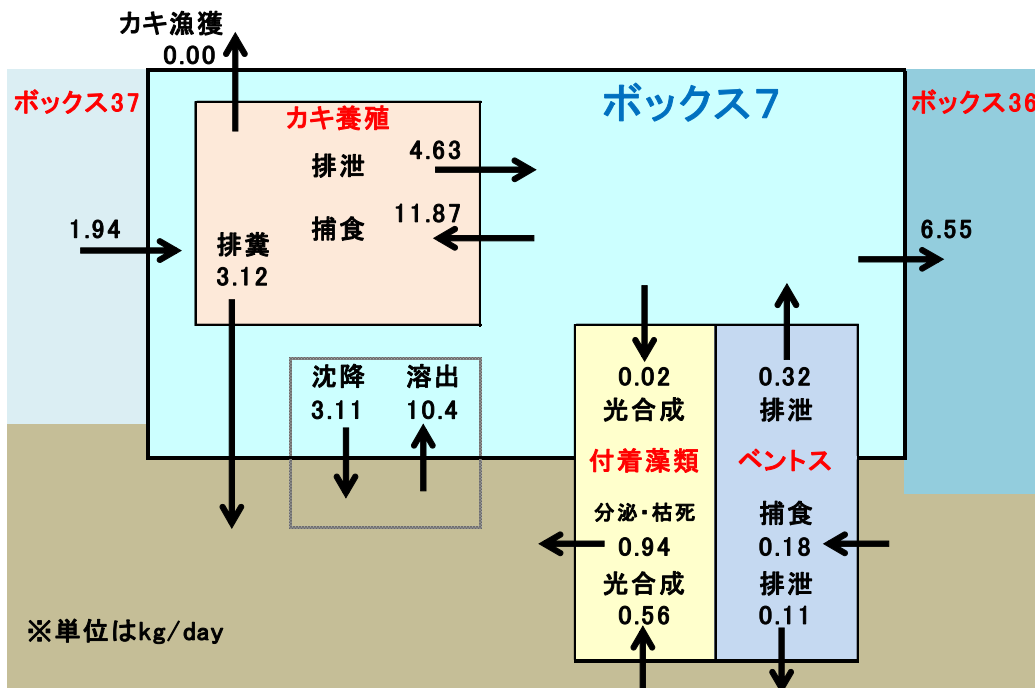 カキ漁獲
0.00
ボックス37
カキ養殖
ボックス7
ボックス36
排泄
4.63
捕食
11.87
1.94
排糞
3.12
6.55
沈降
3.11
溶出
10.4
0.02
光合成
付着藻類
分泌・枯死
0.94
光合成
0.56
0.32
排泄
ベントス
捕食
0.18
排泄
0.11
※単位はkg/day